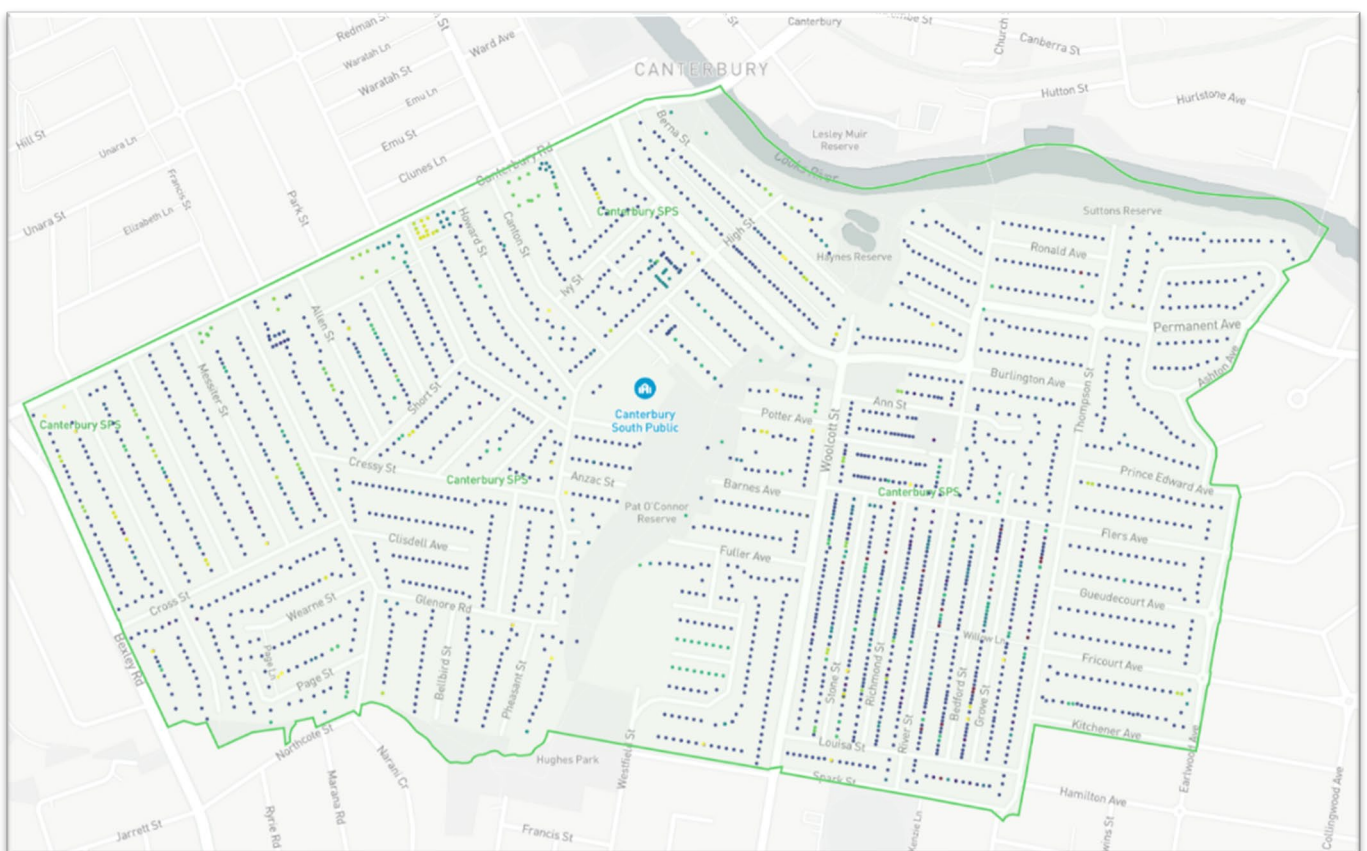 Redman St
Waratah Ln
Waratah St
Ward Ave
Emu Ln
Emu St
Clunes Ln
Hill St
Unara Ln
Unara St
Francis St
Elizabeth Ln
Park St
St
St
Canterbury
Church
Canberra St
CANTERBURY
Hutton St
Hurlstone Ave
Lesley Muir
Reserve
Cooks River
Berna St
Canterbury Rd
Canterbury SPS
Howard St
Canton St
High St
Ivy St
Haynes Reserve
Suttons Reserve
Ronald Ave
Permanent Ave
Ashton Ave
Allen St
Messiter St
Short St
Burlington Ave
Thompson St
Canterbury
South Public
Potter Ave
Ann St
Woolcott St
Canterbury SPS
Cressy St
Canterbury SPS
Anzac St
Barnes Ave
Canterbury SPS
Prince Edward Ave
Pat O'Connor
Reserve
Clisdell Ave
Fuller Ave
Flers Ave
Cross St
Wearne St
Glenore Rd
Gueudecourt Ave
Willow Ln
Bexley Rd
Page Ln
Page St
Bellbird St
Pheasant St
Stone St
Richmond St
River St
Bedford St
Grove St
Fricourt Ave
Kitchener Ave
Northcote St
Narani Cr
Hughes Park
Westfield St
Louisa St
Spark St
Earlwood Ave
Marana Rd
Ryrie Rd
Jarrett St
Francis St
Hamilton Ave
Collingwood Ave